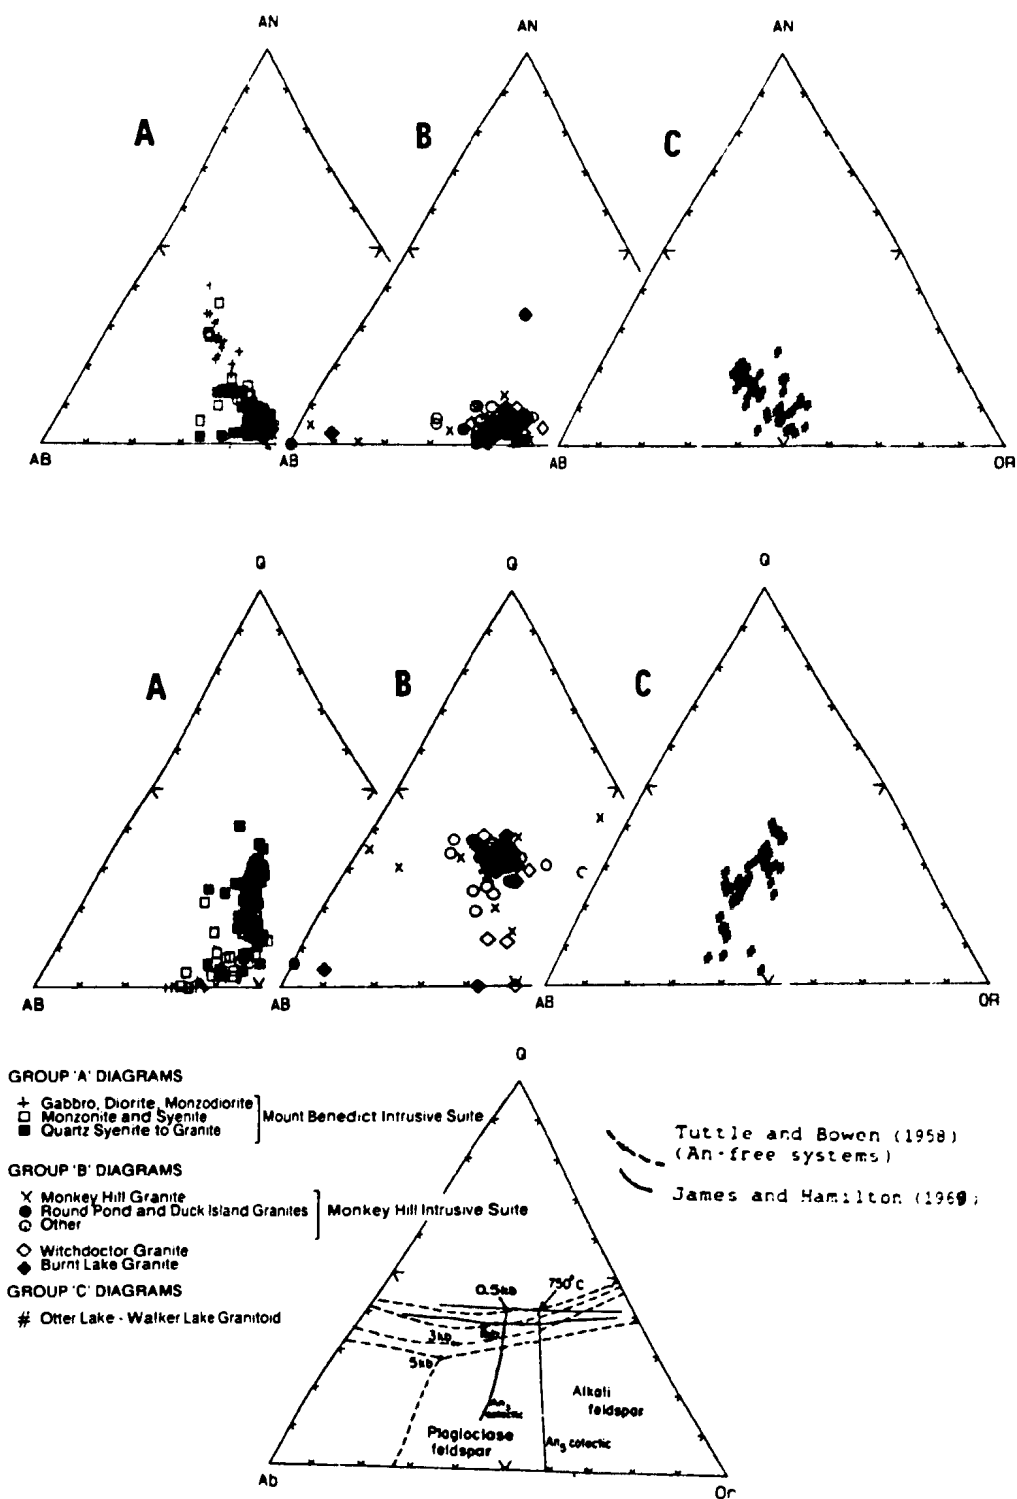 AN AN AN
A B C
AB AB AB OR
Q Q Q
A B C
AB AB AB OR
GROUP 'A' DIAGRAMS
+ Gabbro, Diorite, Monzodiorite
□ Monzonite and Syenite
■ Quartz Syenite to Granite
Mount Benedict Intrusive Suite
GROUP 'B' DIAGRAMS
× Monkey Hill Granite
● Round Pond and Duck Island Granites
○ Other
Monkey Hill Intrusive Suite
◇ Witchdoctor Granite
◆ Burnt Lake Granite
GROUP 'C' DIAGRAMS
# Otter Lake - Walker Lake Granitoid
Tuttle and Bowen (1958)
(An-free systems)
James and Hamilton (1969)
Q
0.5kb 750°C
3kb
5kb
An₃ cotectic
Plagioclase
feldspar
Alkali
feldspar
An₅ cotectic
Ab Or